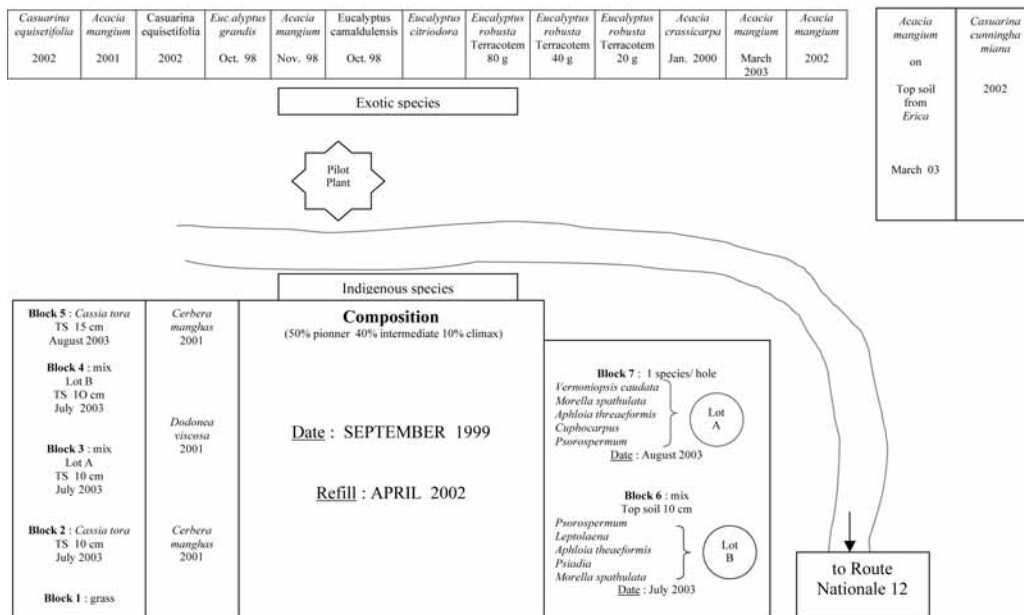 Casuarina
equisetifolia
2002
Acacia
mangium
2001
Casuarina
equisetifolia
2002
Euc.alyptus
grandis
Oct. 98
Acacia
mangium
Nov. 98
Eucalyptus
camaldulensis
Oct. 98
Eucalyptus
citriodora
Eucalyptus
robusta
Terracotem
80 g
Eucalyptus
robusta
Terracotem
40 g
Eucalyptus
robusta
Terracotem
20 g
Acacia
crassicarpa
Jan. 2000
Acacia
mangium
March
2003
Acacia
mangium
2002
Acacia
mangium
on
Top soil
from
Erica
March 03
Casuarina
cunningha
miana
2002
Exotic species
Pilot
Plant
Indigenous species
Block 5 : Cassia tora
TS 15 cm
August 2003
Block 4 : mix
Lot B
TS 1O cm
July 2003
Block 3 : mix
Lot A
TS 10 cm
July 2003
Block 2 : Cassia tora
TS 10 cm
July 2003
Block 1 : grass
Cerbera
manghas
2001
Dodonea
viscosa
2001
Cerbera
manghas
2001
Composition
(50% pionner 40% intermediate 10% climax)
Date : SEPTEMBER 1999
Refill : APRIL 2002
Block 7 : 1 species/ hole
Vernoniopsis caudata
Morella spathulata
Aphloia threaeformis
Cuphocarpus
Psorospermum
Lot
A
Date : August 2003
Block 6 : mix
Top soil 10 cm
Psorospermum
Leptolaena
Aphloia theaeformis
Psiadia
Morella spathulata
Lot
B
Date : July 2003
to Route
Nationale 12